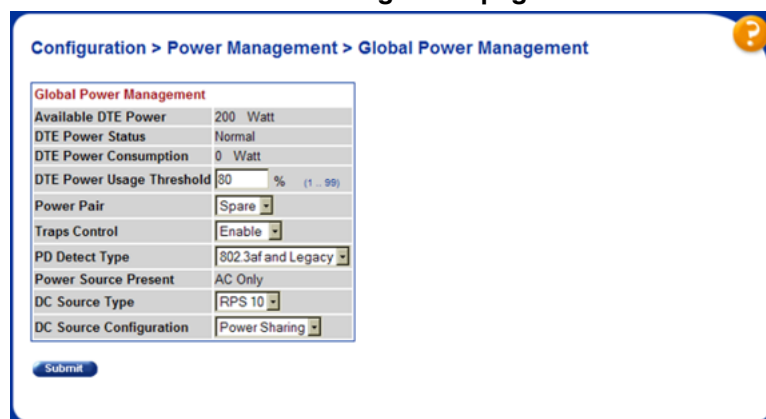 Configuration > Power Management > Global Power Management
?
Global Power Management
Available DTE Power 200 Watt
DTE Power Status Normal
DTE Power Consumption 0 Watt
DTE Power Usage Threshold 80 % (1 .. 99)
Power Pair Spare
Traps Control Enable
PD Detect Type 802.3af and Legacy
Power Source Present AC Only
DC Source Type RPS 10
DC Source Configuration Power Sharing
Submit